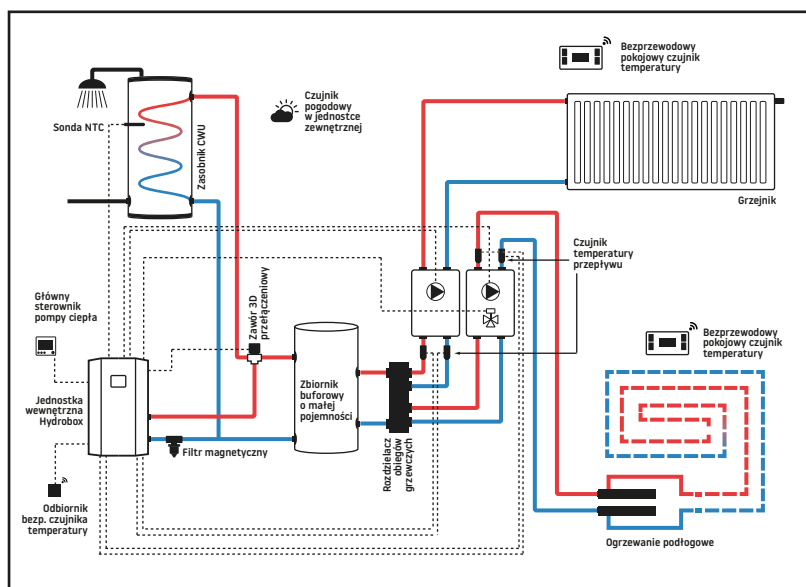 Sonda NTC
Zasobnik CWU
Czujnik
pogodowy
w jednostce
zewnętrznej
Bezprzewodowy
pokojowy czujnik
temperatury
Grzejnik
Czujnik
temperatury
przepływu
Główny
sterownik
pompy ciepła
Zawór 3D
przełączeniowy
Jednostka
wewnętrzna
Hydrobox
Zbiornik
buforowy
o małej
pojemności
Rozdzielacz
obiegów
grzewczych
Filtr magnetyczny
Odbiornik
bezp. czujnika
temperatury
Bezprzewodowy
pokojowy czujnik
temperatury
Ogrzewanie podłogowe